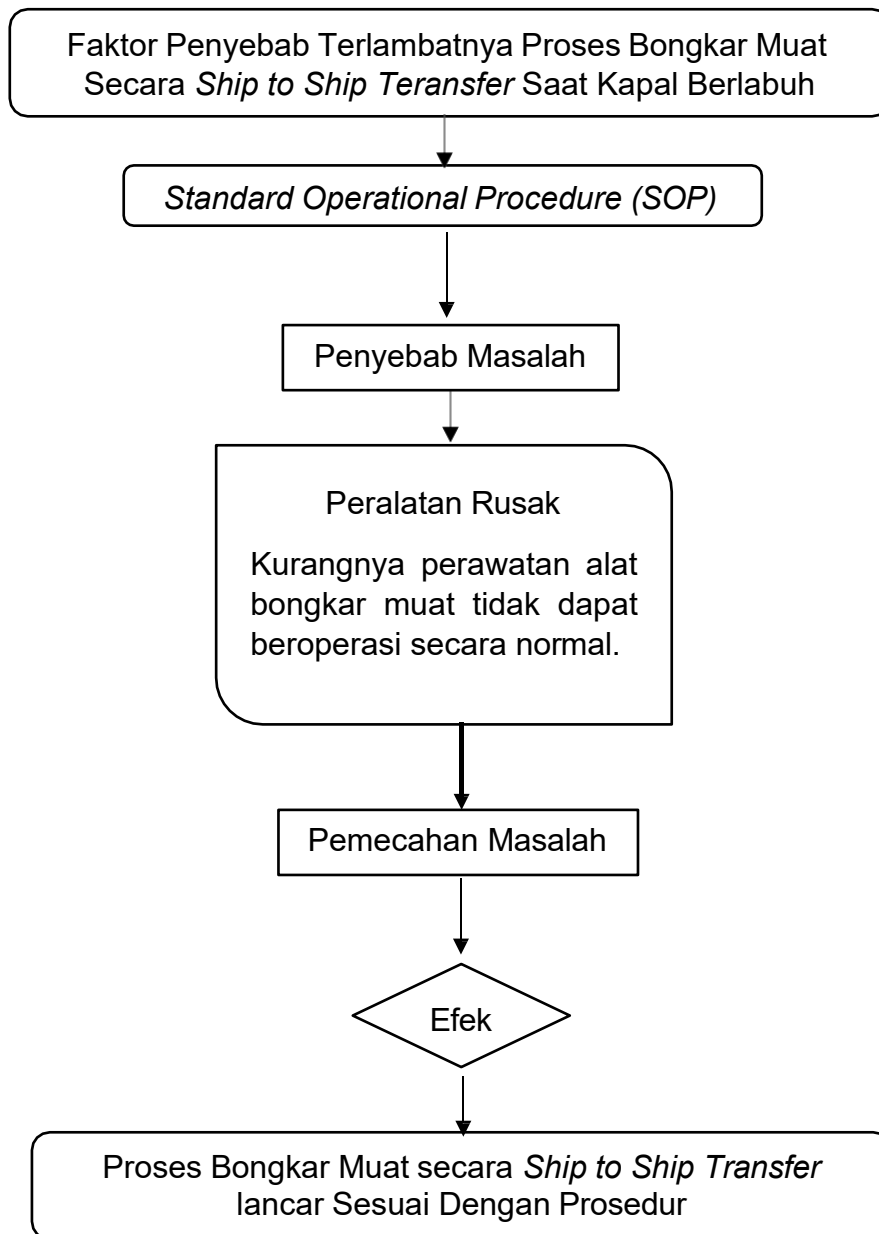 Faktor Penyebab Terlambatnya Proses Bongkar Muat
Secara Ship to Ship Teransfer Saat Kapal Berlabuh
Standard Operational Procedure (SOP)
Penyebab Masalah
Peralatan Rusak
Kurangnya perawatan alat
bongkar muat tidak dapat
beroperasi secara normal.
Pemecahan Masalah
Efek
Proses Bongkar Muat secara Ship to Ship Transfer
lancar Sesuai Dengan Prosedur